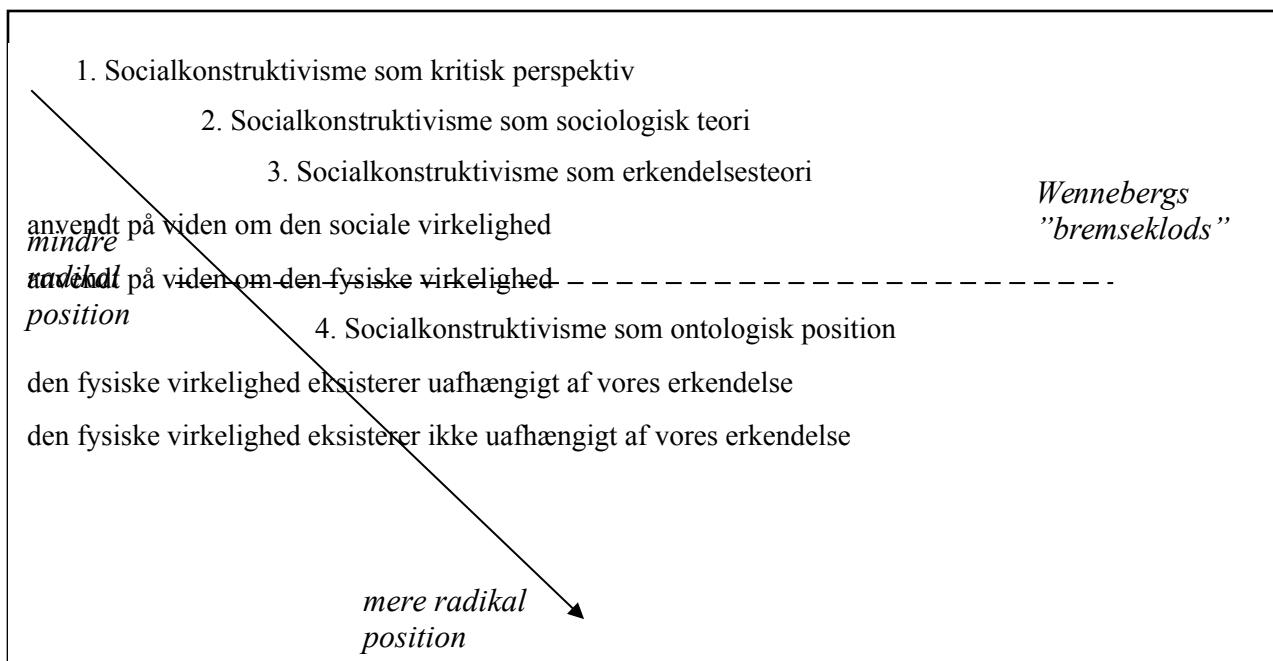 1. Socialkonstruktivisme som kritisk perspektiv
2. Socialkonstruktivisme som sociologisk teori
3. Socialkonstruktivisme som erkendelsesteori
Wennebergs
”bremseklods”
anvendt på viden om den sociale virkelighed
mindre
radikal
position
anvendt på viden om den fysiske virkelighed
4. Socialkonstruktivisme som ontologisk position
den fysiske virkelighed eksisterer uafhængigt af vores erkendelse
den fysiske virkelighed eksisterer ikke uafhængigt af vores erkendelse
mere radikal
position